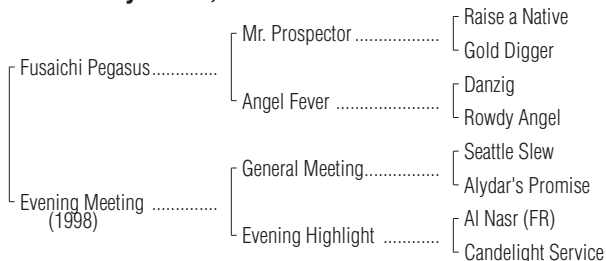 Raise a Native
Mr. Prospector ..................
Gold Digger
Fusaichi Pegasus..............
Danzig
Angel Fever ......................
Rowdy Angel
Seattle Slew
General Meeting................
Alydar's Promise
Evening Meeting ..............
(1998)
Al Nasr (FR)
Evening Highlight ............
Candelight Service